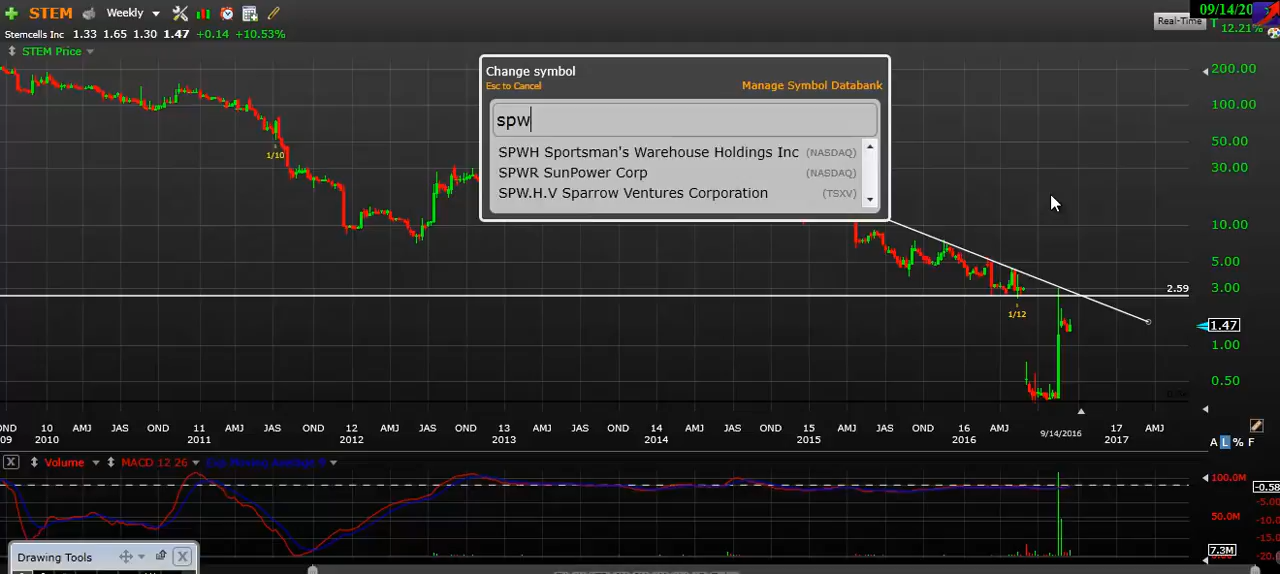 STEM Weekly 09/14/20
Stemcells Inc 1.33 1.65 1.30 1.47 +0.14 +10.53% Real-Time T 12.21%
STEM Price
Change symbol
Esc to Cancel Manage Symbol Databank
spw
SPWH Sportsman's Warehouse Holdings Inc (NASDAQ)
SPWR SunPower Corp (NASDAQ)
SPW.H.V Sparrow Ventures Corporation (TSXV)
200.00
100.00
50.00
30.00
10.00
5.00
3.00
2.59
1.47
1.00
0.50
1/10
1/12
OND JAS OND AMJ JAS OND AMJ JAS OND AMJ JAS OND AMJ JAS OND AMJ JAS OND AMJ JAS OND AMJ 17 AMJ
09 10 2010 2011 2012 2013 2014 2015 16 2016 9/14/2016 2017
A L % F
X Volume MACD 12 26
100.0M
50.0M
7.3M
-0.58
-5.00
-10.0
-15.0
-20.0
Drawing Tools X